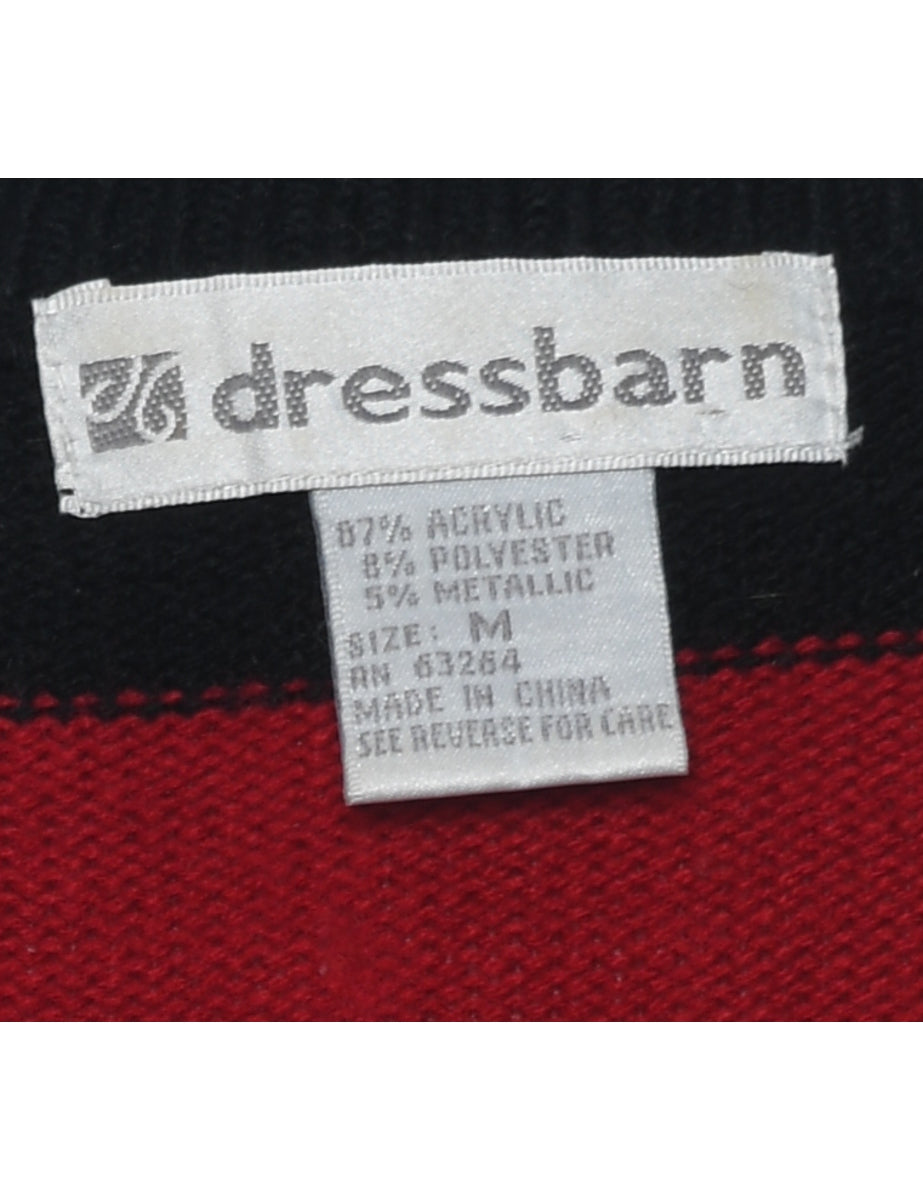 dressbarn
87% ACRYLIC
8% POLYESTER
5% METALLIC
SIZE: M
RN 63264
MADE IN CHINA
SEE REVERSE FOR CARE